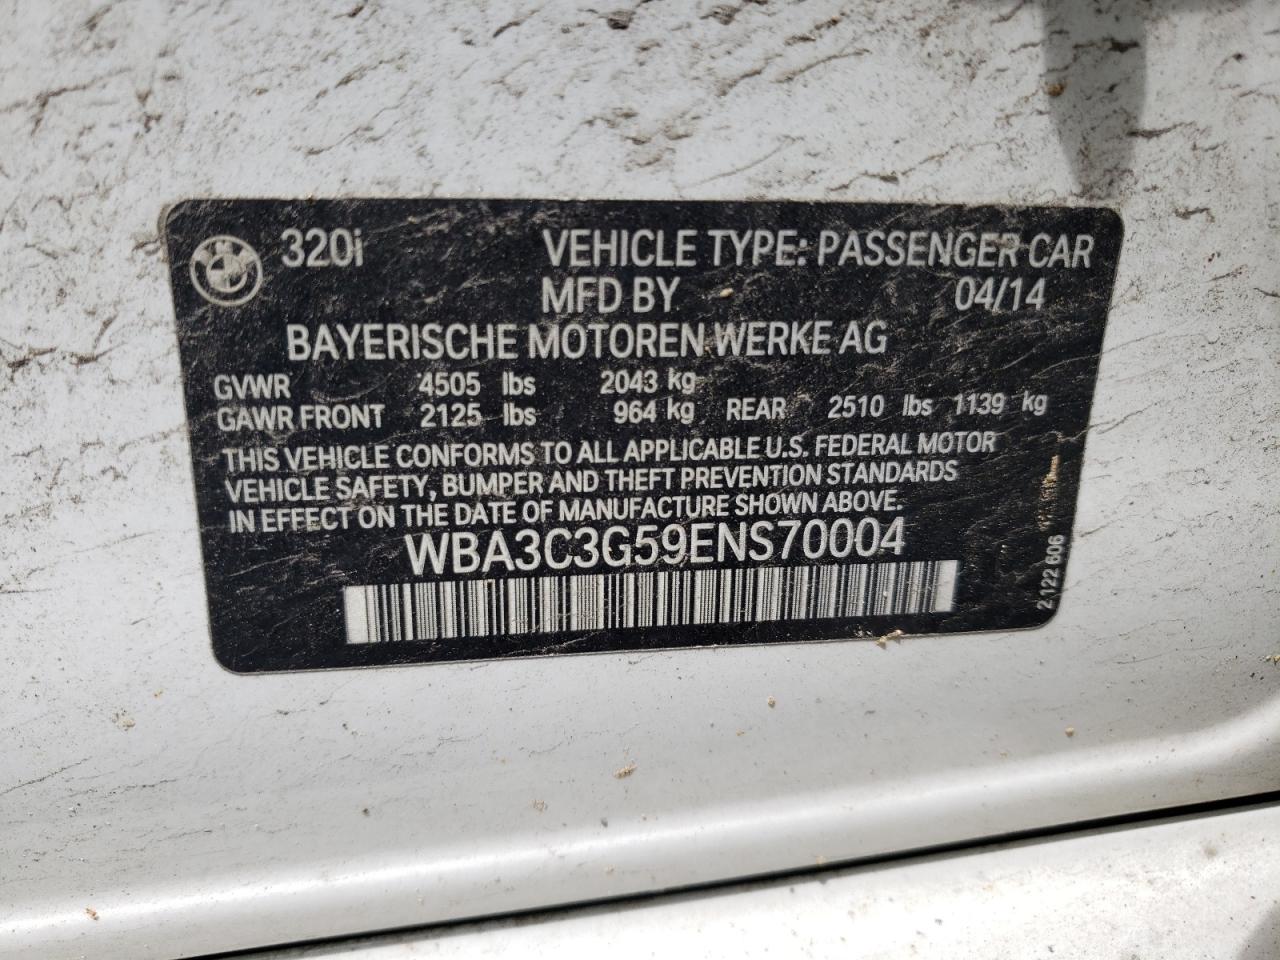 320i VEHICLE TYPE: PASSENGER CAR
MFD BY 04/14
BAYERISCHE MOTOREN WERKE AG
GVWR 4505 lbs 2043 kg
GAWR FRONT 2125 lbs 964 kg REAR 2510 lbs 1139 kg
THIS VEHICLE CONFORMS TO ALL APPLICABLE U.S. FEDERAL MOTOR
VEHICLE SAFETY, BUMPER AND THEFT PREVENTION STANDARDS
IN EFFECT ON THE DATE OF MANUFACTURE SHOWN ABOVE.
WBA3C3G59ENS70004
2.122 606